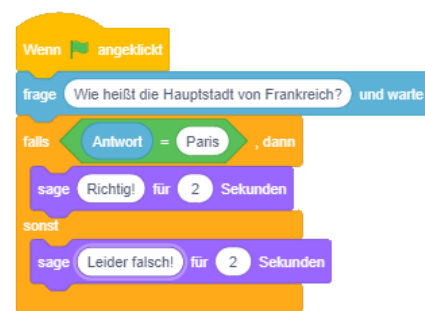 Wenn angeklickt
frage Wie heißt die Hauptstadt von Frankreich? und warte
falls Antwort = Paris , dann
sage Richtig! für 2 Sekunden
sonst
sage Leider falsch! für 2 Sekunden